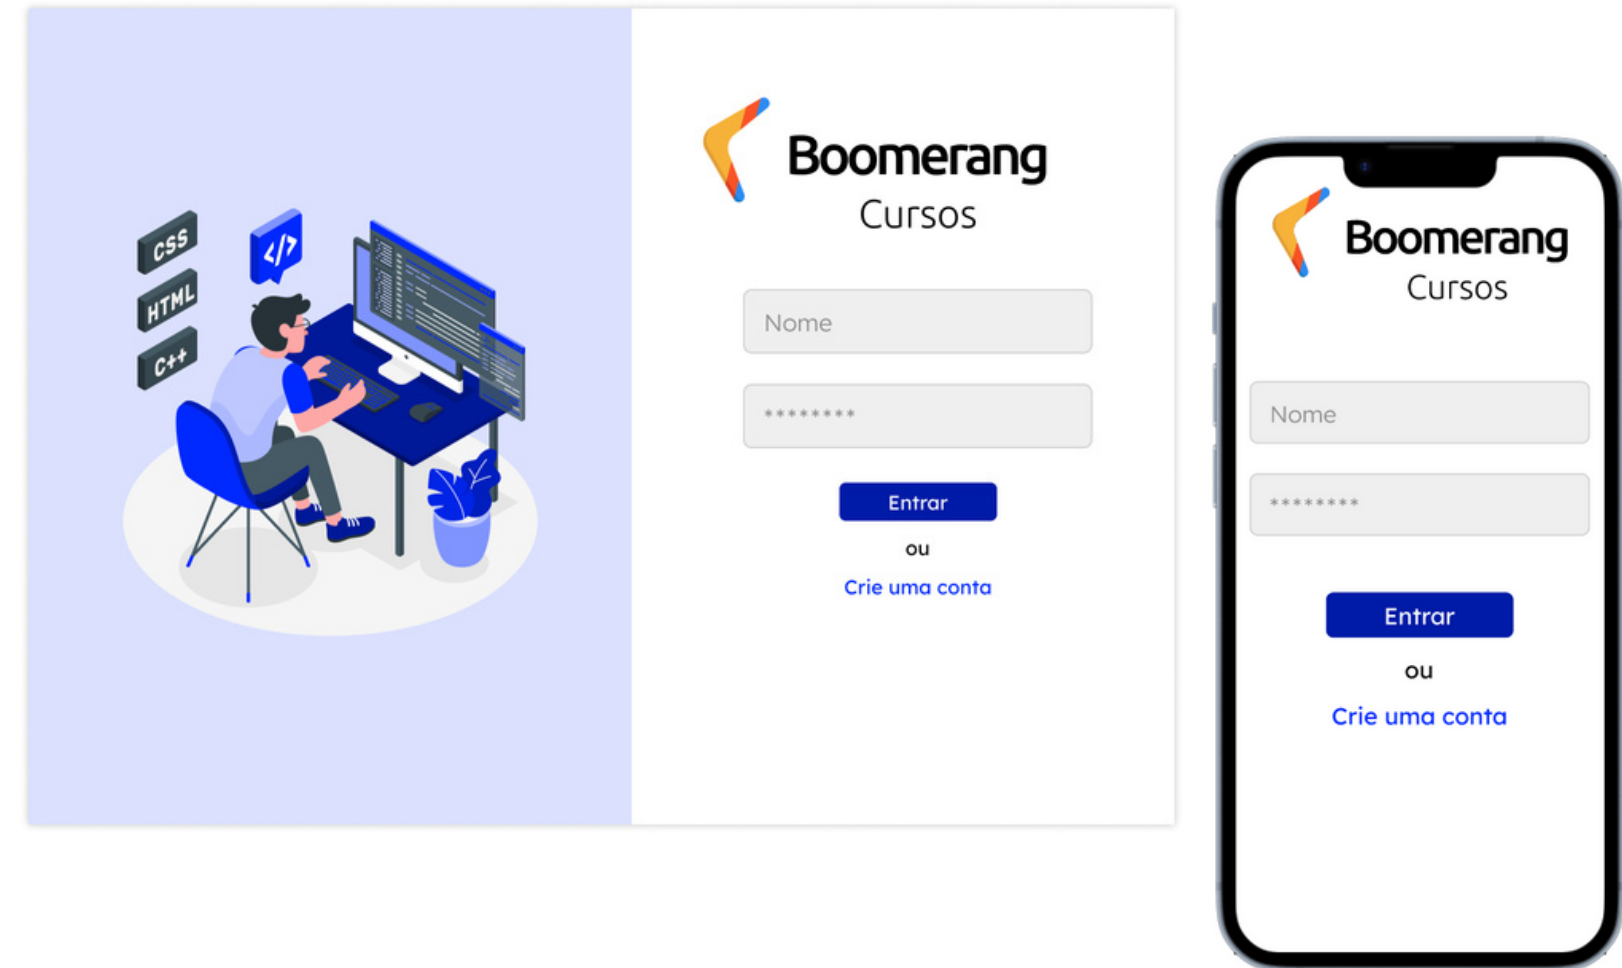 CSS
HTML
C++
</>
Boomerang
Cursos
Nome
********
Entrar
ou
Crie uma conta
Boomerang
Cursos
Nome
********
Entrar
ou
Crie uma conta